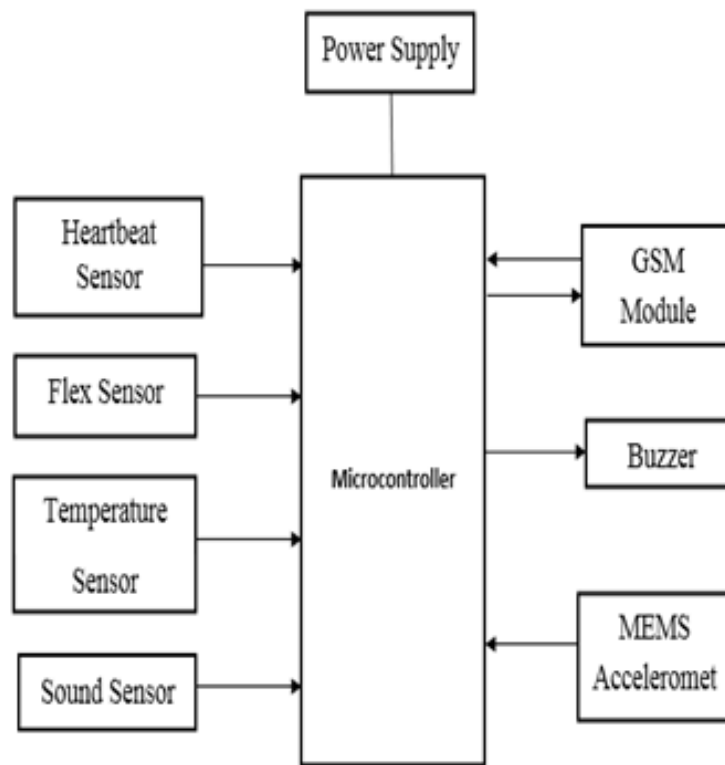 Power Supply
Heartbeat
Sensor
Flex Sensor
Temperature
Sensor
Sound Sensor
Microcontroller
GSM
Module
Buzzer
MEMS
Acceleromet